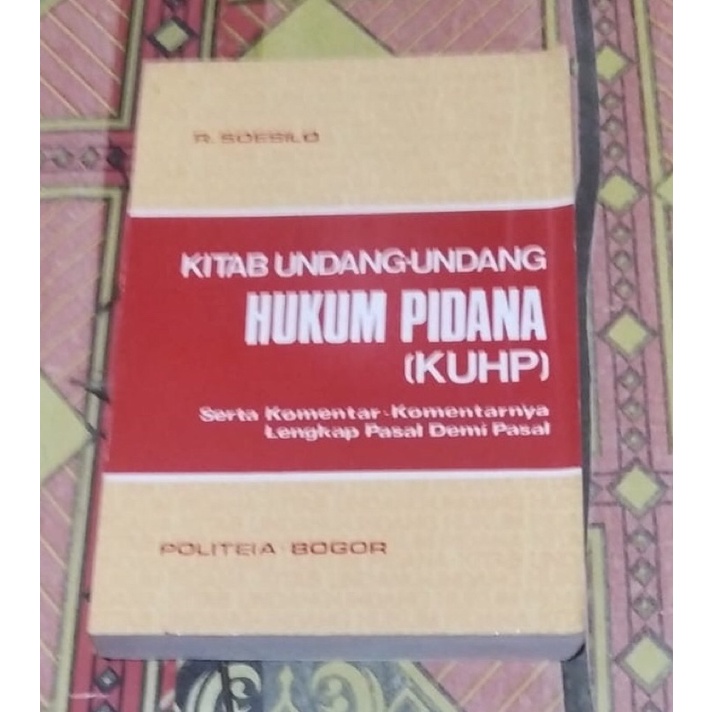 R. SOESILO
KITAB UNDANG-UNDANG
HUKUM PIDANA
(KUHP)
Serta Komentar-Komentarnya
Lengkap Pasal Demi Pasal
POLITEIA - BOGOR